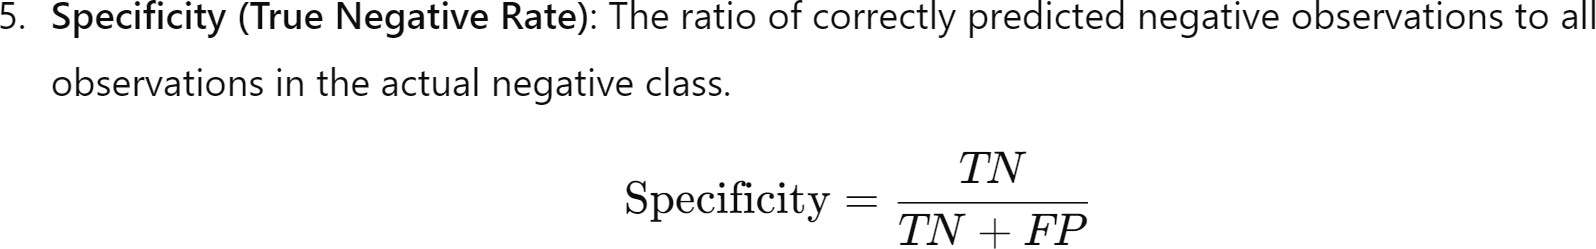 5. Specificity (True Negative Rate): The ratio of correctly predicted negative observations to all
observations in the actual negative class.
Specificity = TN / (TN + FP)